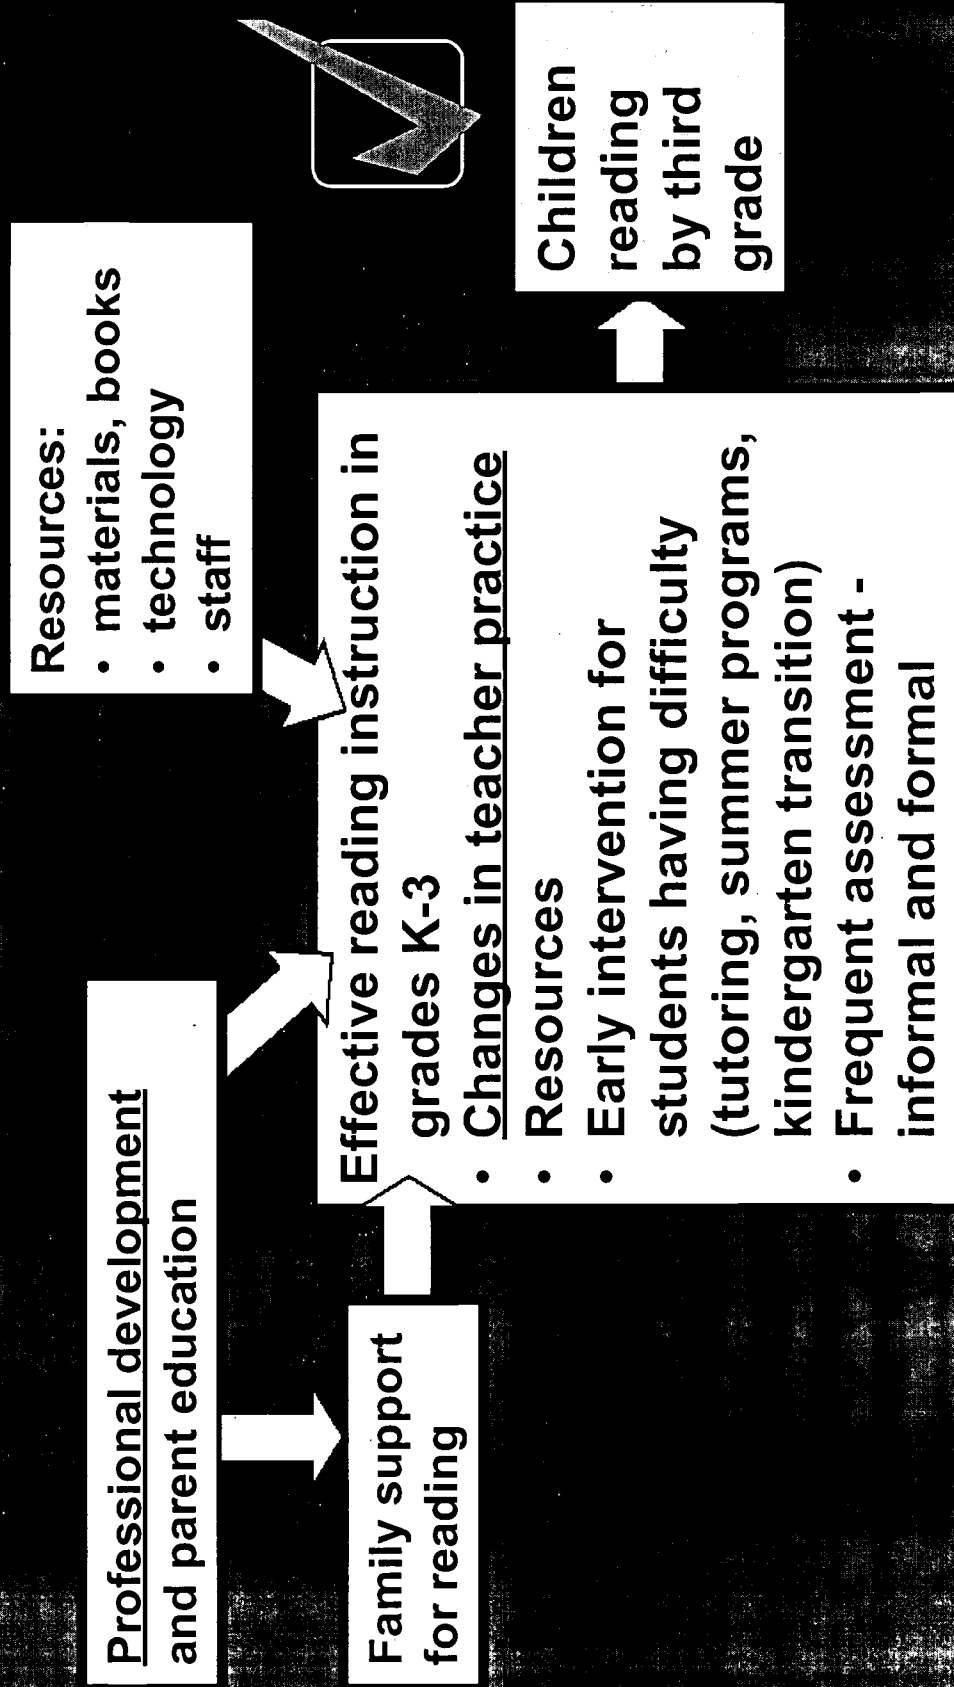 Professional development
and parent education
Resources:
• materials, books
• technology
• staff
Family support
for reading
Effective reading instruction in
grades K-3
• Changes in teacher practice
• Resources
• Early intervention for
students having difficulty
(tutoring, summer programs,
kindergarten transition)
• Frequent assessment -
informal and formal
Children
reading
by third
grade